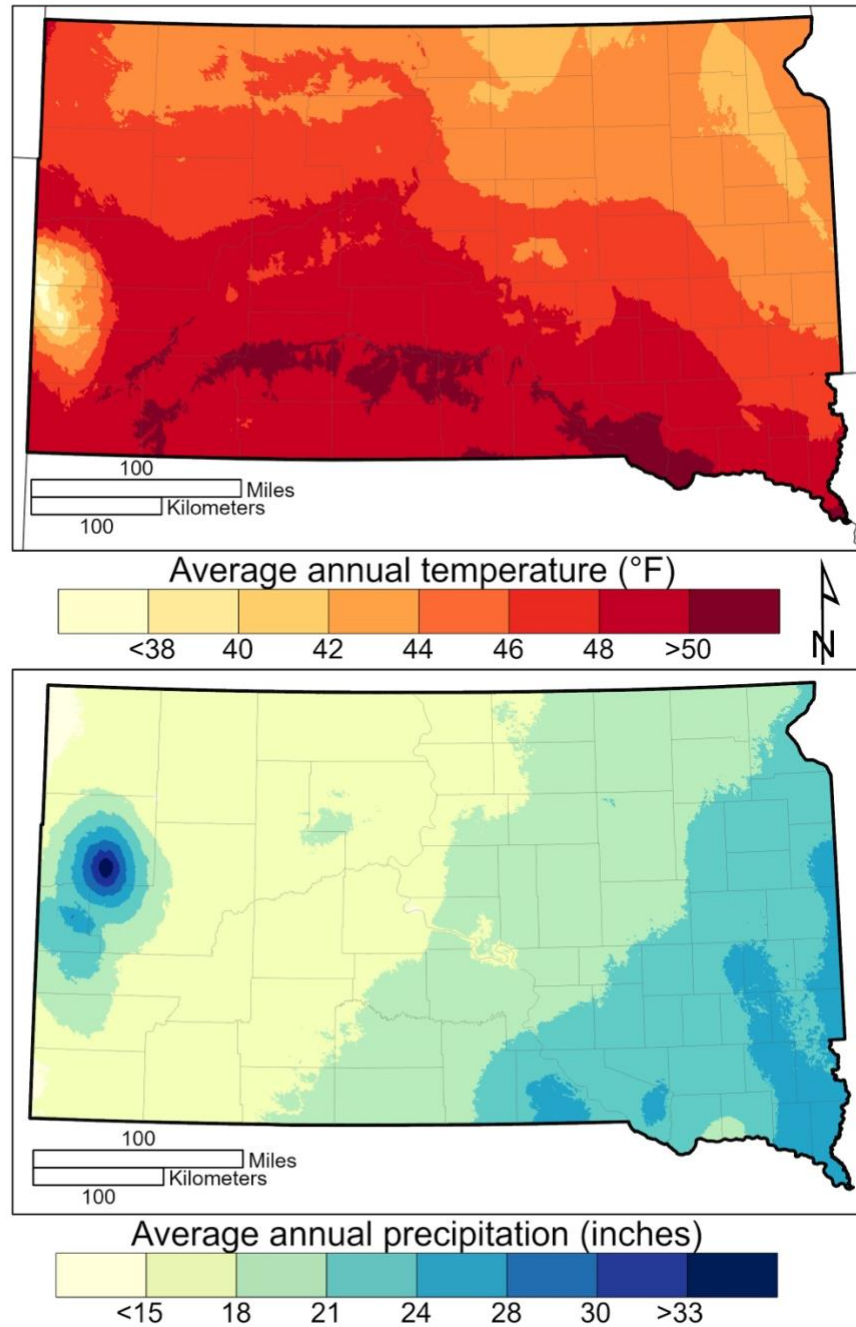 100
Miles
Kilometers
100
Average annual temperature (°F)
<38 40 42 44 46 48 >50
N
100
Miles
Kilometers
100
Average annual precipitation (inches)
<15 18 21 24 28 30 >33